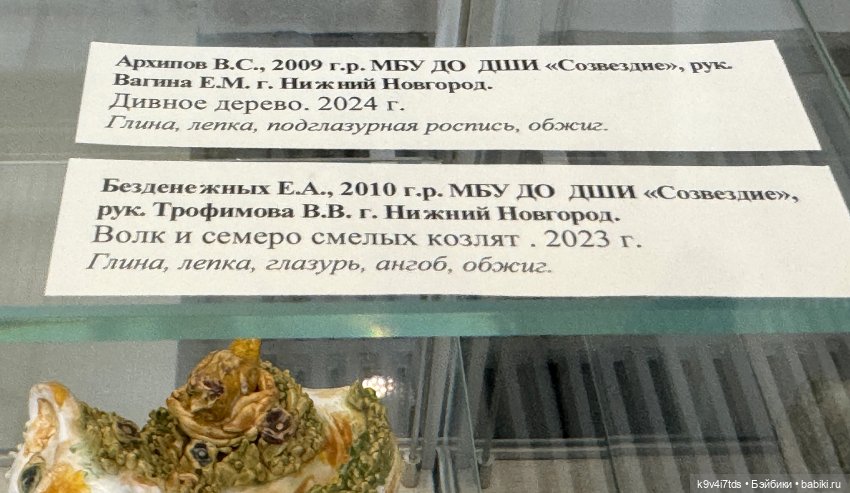 Архипов В.С., 2009 г.р. МБУ ДО ДШИ «Созвездие», рук.
Вагина Е.М. г. Нижний Новгород.
Дивное дерево. 2024 г.
Глина, лепка, подглазурная роспись, обжиг.
Безденежных Е.А., 2010 г.р. МБУ ДО ДШИ «Созвездие»,
рук. Трофимова В.В. г. Нижний Новгород.
Волк и семеро смелых козлят . 2023 г.
Глина, лепка, глазурь, ангоб, обжиг.
k9v4i7tds • Бэйбики • babiki.ru